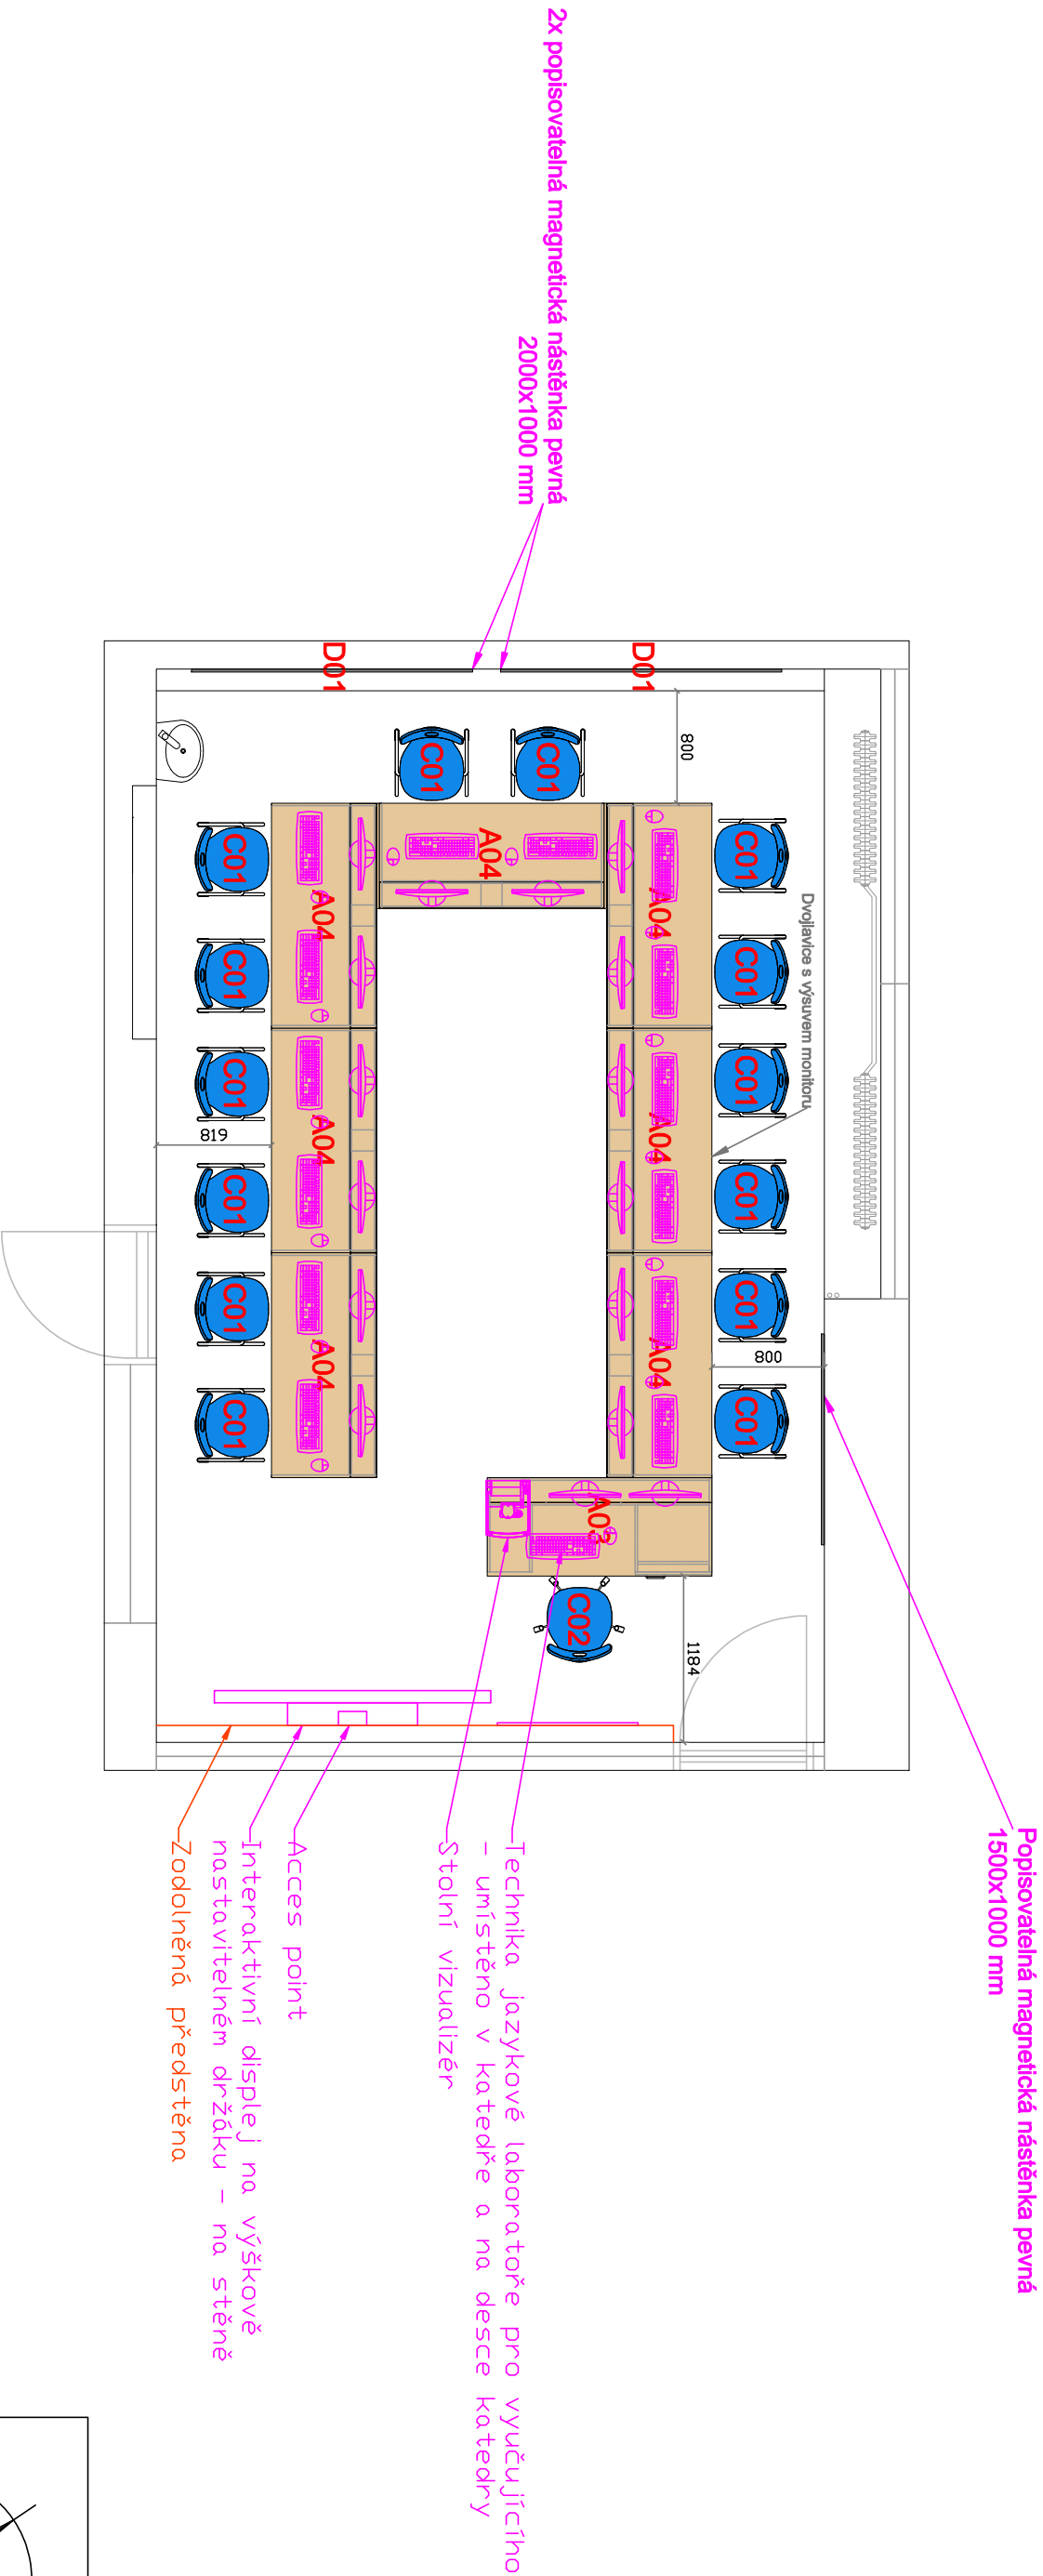 Popisovatelná magnetická nástěnka pevná
1500x1000 mm
Dvojlavice s výsuvem monitoru
800
800
1184
C01
C01
C01
C01
C01
C01
D01
A04
A04
A04
A03
C02
2x popisovatelná magnetická nástěnka pevná
2000x1000 mm
C01
A04
C01
Technika jazykové laboratoře pro vyučujícího
- umístěno v katedře a na desce katedry
Stolní vizualizér
D01
A04
A04
A04
Acces point
Interaktivní displej na výškově
nastavitelném držáku - na stěně
C01
C01
C01
C01
C01
C01
819
Zodolněná předstěna